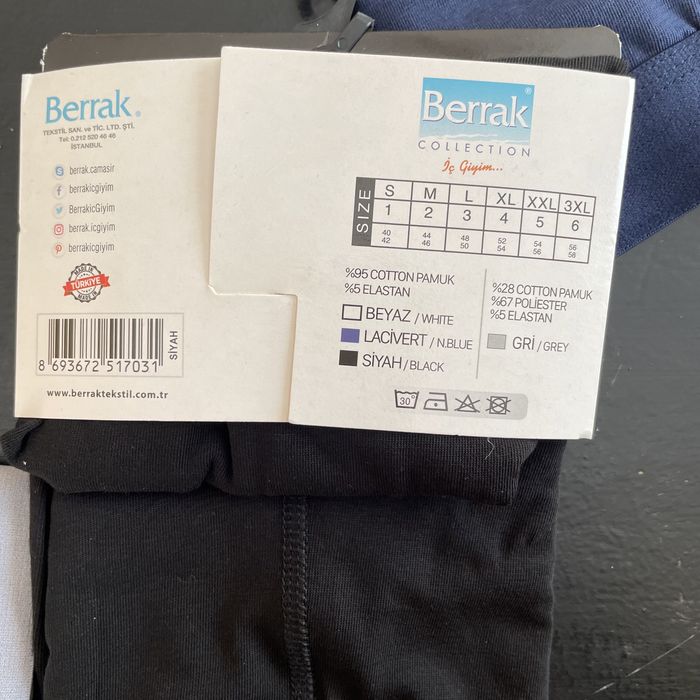 Berrak®
TEKSTİL SAN. ve TİC. LTD. ŞTİ.
Tel: 0.212 520 46 46
İSTANBUL
berrak.camasir
berrakicgiyim
BerrakicGiyim
berrak.icgiyim
berrakicgiyim
MADE IN
TÜRKİYE
MADE IN
8 693672 517031
SİYAH
www.berraktekstil.com.tr
Berrak®
COLLECTION
İç Giyim...
SIZE
S M L XL XXL 3XL
1 2 3 4 5 6
40 44 48 52 54 56
42 46 50 54 56 58
%95 COTTON PAMUK
%5 ELASTAN
BEYAZ / WHITE
LACİVERT / N.BLUE
SİYAH / BLACK
%28 COTTON PAMUK
%67 POLİESTER
%5 ELASTAN
GRİ / GREY
30°